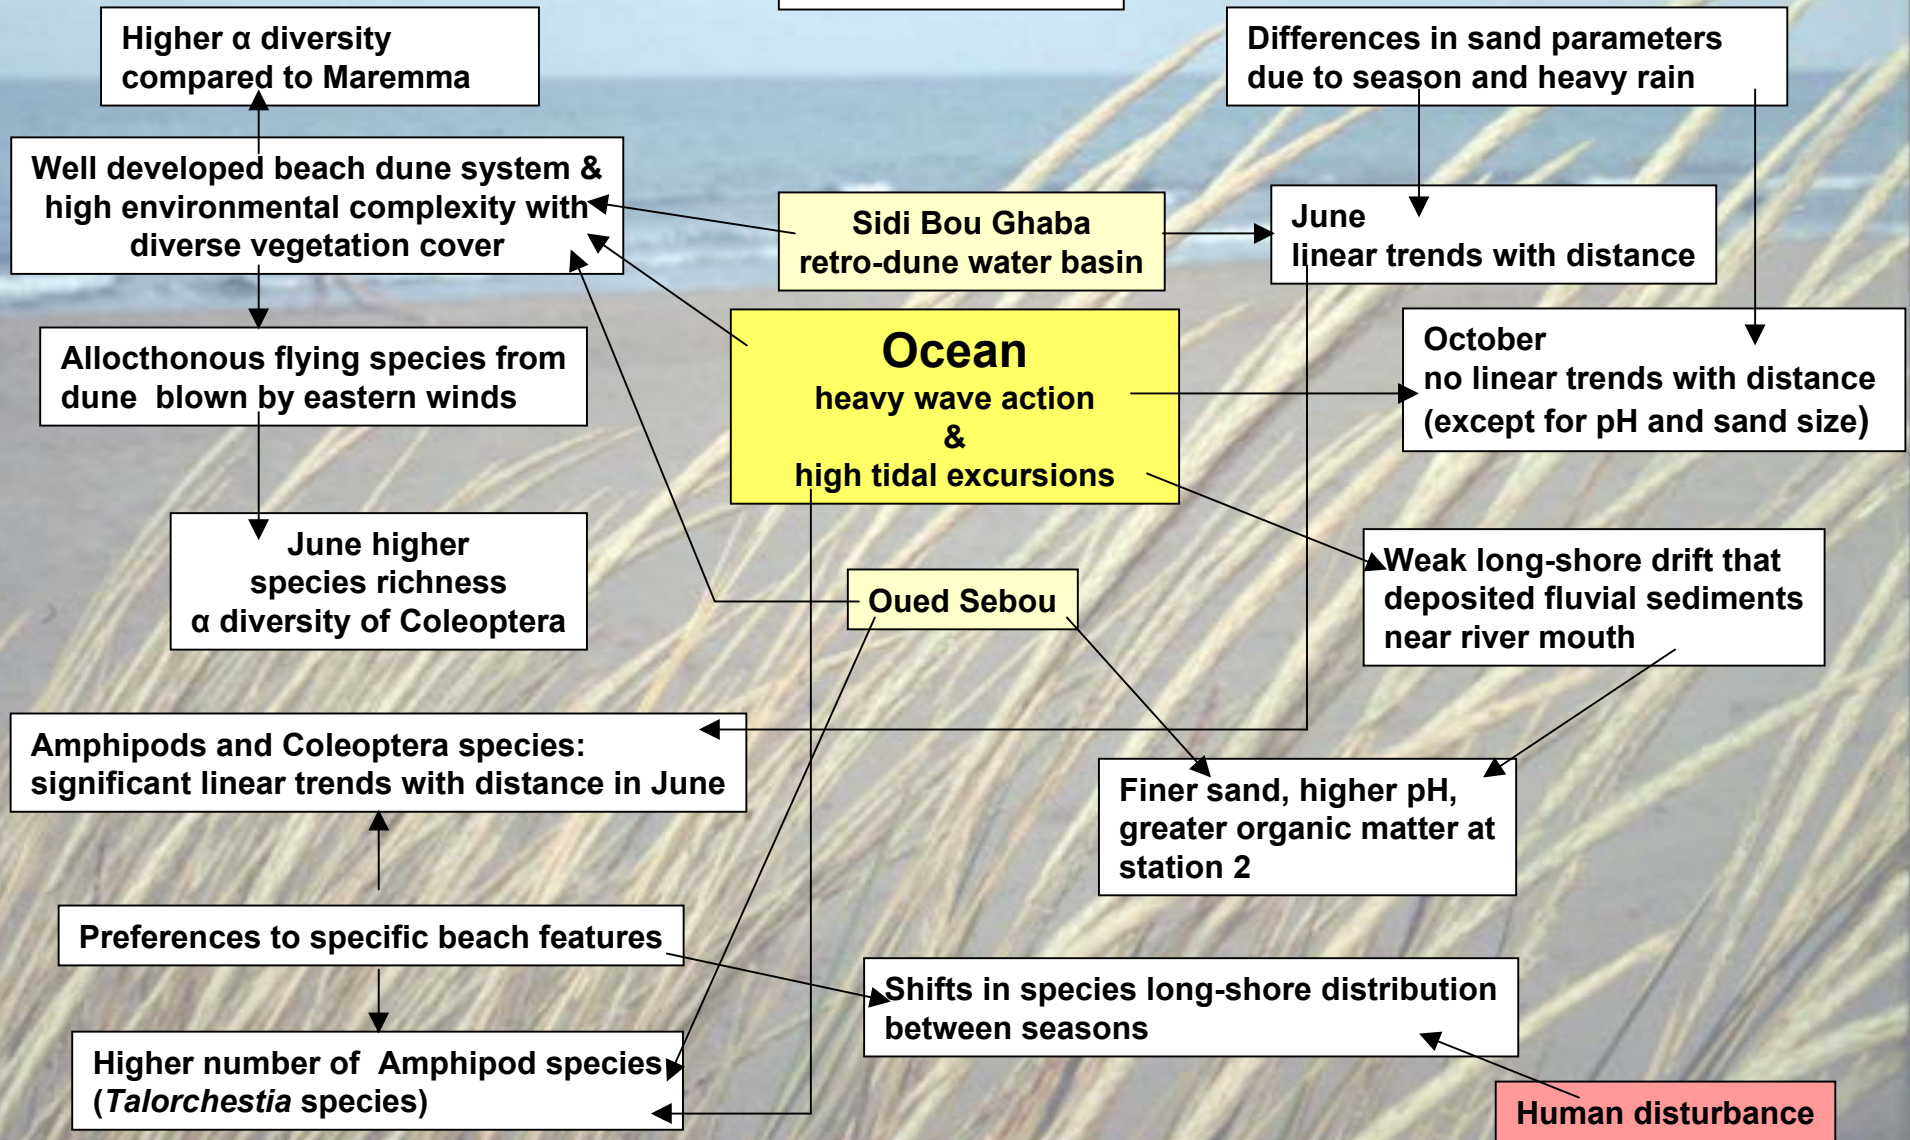 Higher α diversity
compared to Maremma
Differences in sand parameters
due to season and heavy rain
Well developed beach dune system &
high environmental complexity with
diverse vegetation cover
Sidi Bou Ghaba
retro-dune water basin
June
linear trends with distance
Allocthonous flying species from
dune blown by eastern winds
Ocean
heavy wave action
&
high tidal excursions
October
no linear trends with distance
(except for pH and sand size)
June higher
species richness
α diversity of Coleoptera
Oued Sebou
Weak long-shore drift that
deposited fluvial sediments
near river mouth
Amphipods and Coleoptera species:
significant linear trends with distance in June
Finer sand, higher pH,
greater organic matter at
station 2
Preferences to specific beach features
Shifts in species long-shore distribution
between seasons
Higher number of Amphipod species
(Talorchestia species)
Human disturbance